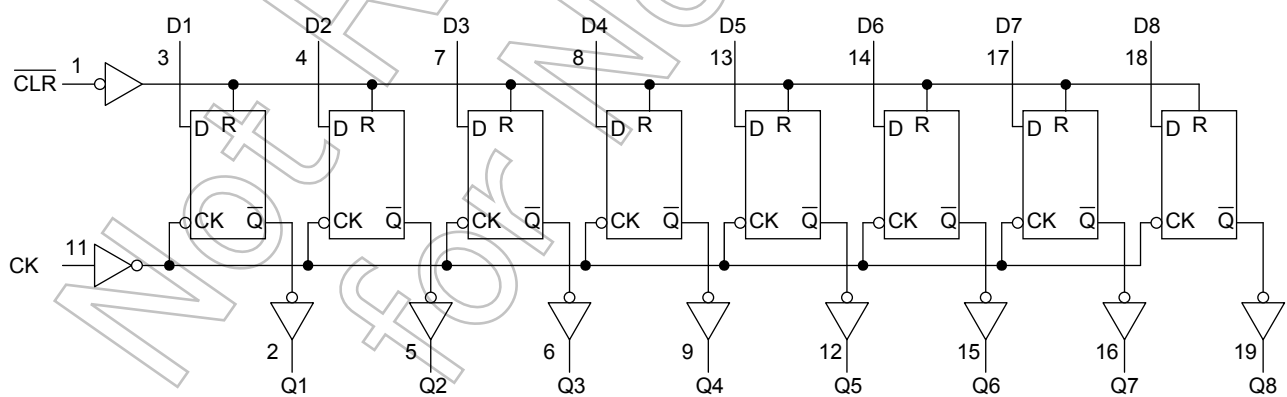 D1 D2 D3 D4 D5 D6 D7 D8
3 4 7 8 13 14 17 18
CLR 1
D R D R D R D R D R D R D R D R
CK Q CK Q CK Q CK Q CK Q CK Q CK Q CK Q
CK 11
2 5 6 9 12 15 16 19
Q1 Q2 Q3 Q4 Q5 Q6 Q7 Q8
Not
for